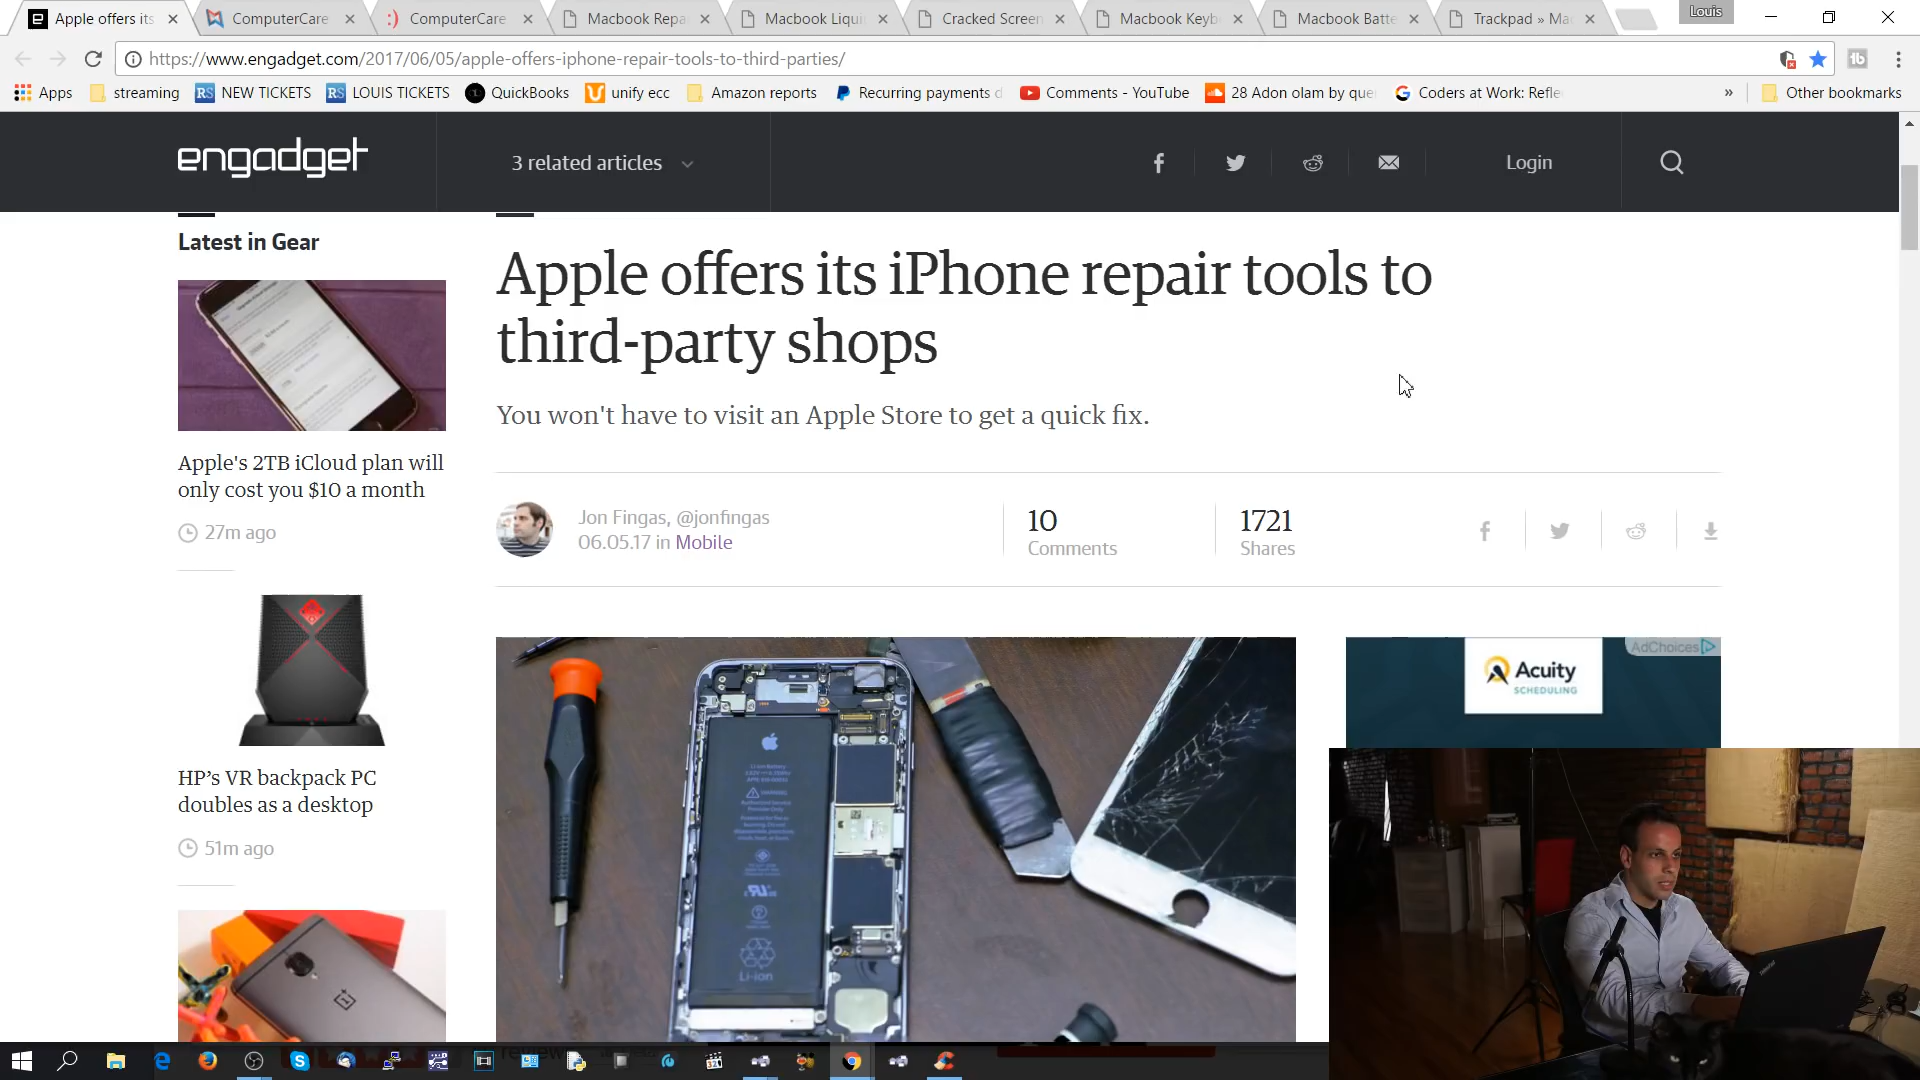 Apple offers its
ComputerCare
ComputerCare
Macbook Repa
Macbook Liqui
Cracked Screen
Macbook Keyb
Macbook Batte
Trackpad » Mac
Louis
https://www.engadget.com/2017/06/05/apple-offers-iphone-repair-tools-to-third-parties/
Apps
streaming
NEW TICKETS
LOUIS TICKETS
QuickBooks
unify ecc
Amazon reports
Recurring payments d
Comments - YouTube
28 Adon olam by que
Coders at Work: Refle
»
Other bookmarks
engadget
3 related articles
Login
Latest in Gear
Apple offers its iPhone repair tools to
third-party shops
You won't have to visit an Apple Store to get a quick fix.
Apple's 2TB iCloud plan will
only cost you $10 a month
27m ago
Jon Fingas, @jonfingas
06.05.17 in Mobile
10
Comments
1721
Shares
HP’s VR backpack PC
doubles as a desktop
51m ago
AdChoices
Acuity
SCHEDULING
Li-ion